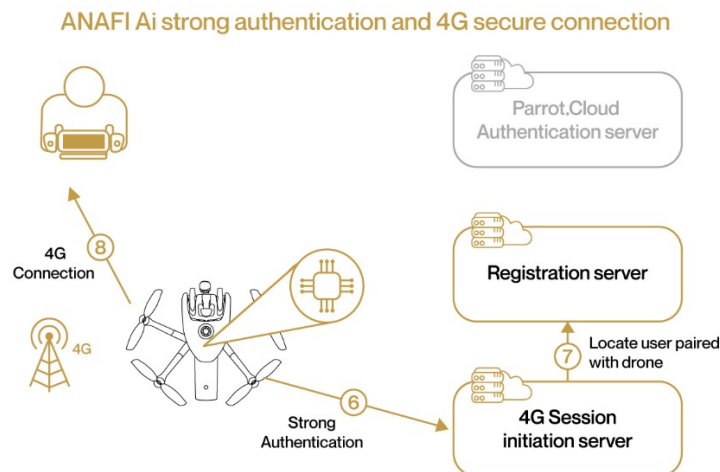 ANAFI Ai strong authentication and 4G secure connection
Parrot.Cloud
Authentication server
8
4G
Connection
Registration server
4G
7
Locate user paired
with drone
6
Strong
Authentication
4G Session
initiation server